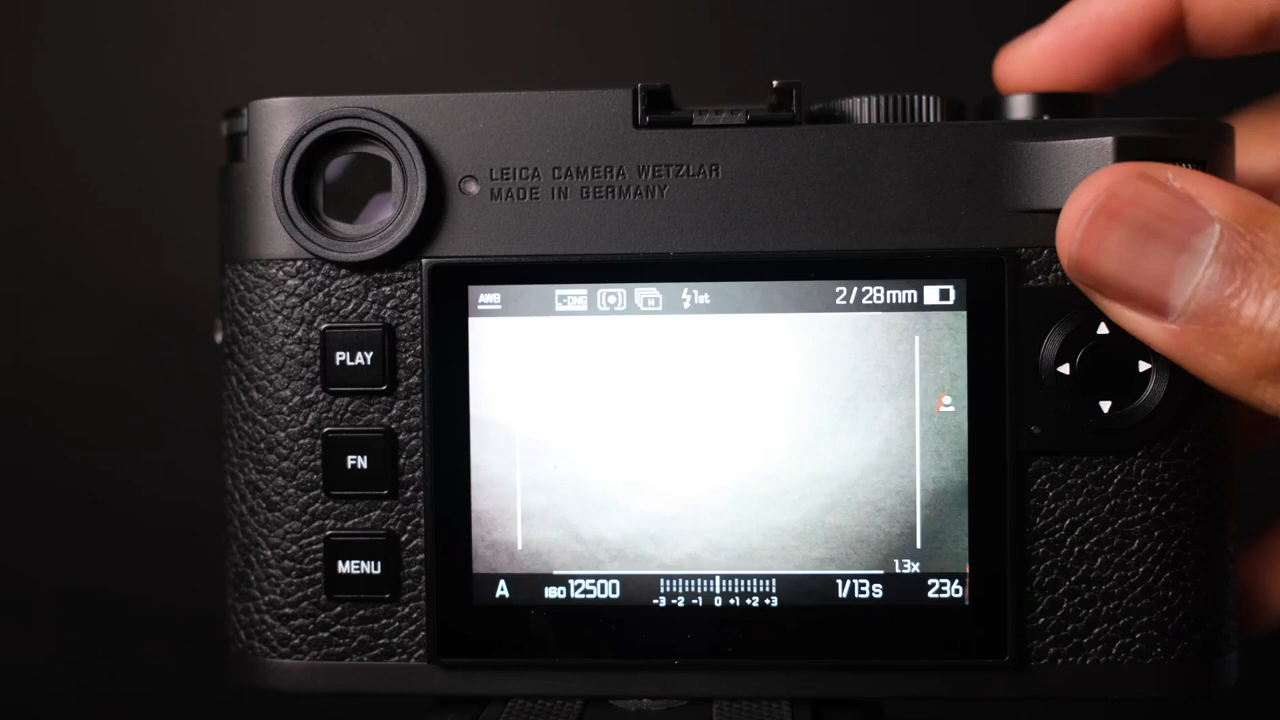 LEICA CAMERA WETZLAR
MADE IN GERMANY
AWB L-DNG H 1st 2/28mm
PLAY
FN
MENU
1.3x
A ISO 12500 1/13s 236
-3 -2 -1 0 +1 +2 +3